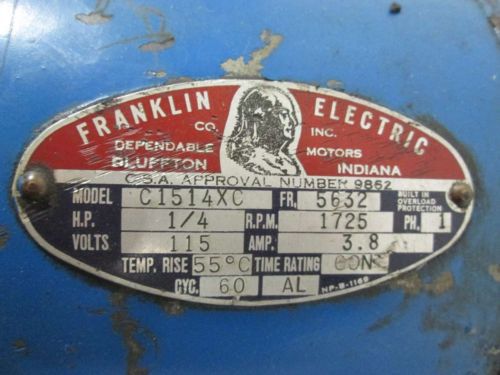 FRANKLIN ELECTRIC
CO. INC.
DEPENDABLE MOTORS
BLUFFTON INDIANA
C.S.A. APPROVAL NUMBER 9862
MODEL C1514XC FR. 5632 BUILT IN OVERLOAD PROTECTION
H.P. 1/4 R.P.M. 1725 PH. 1
VOLTS 115 AMP. 3.8
TEMP. RISE 55°C TIME RATING CONT
CYC. 60 AL NP-B-1169